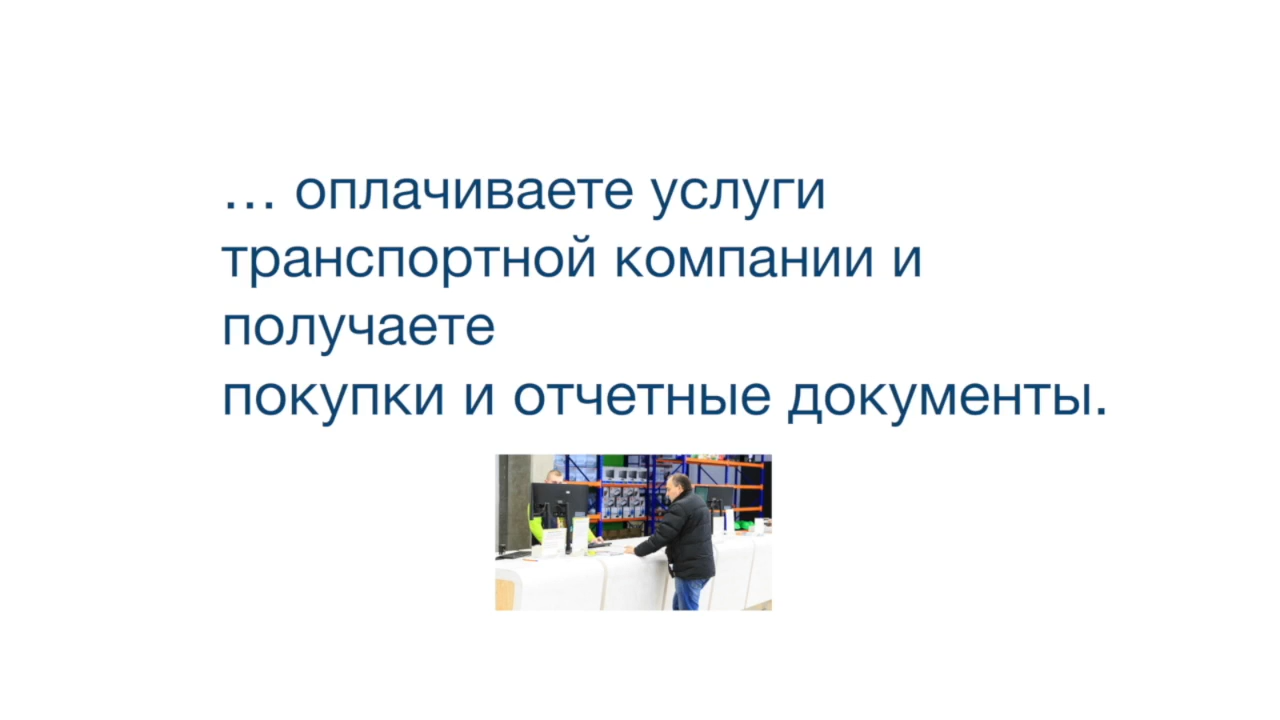 … оплачиваете услуги
транспортной компании и
получаете
покупки и отчетные документы.